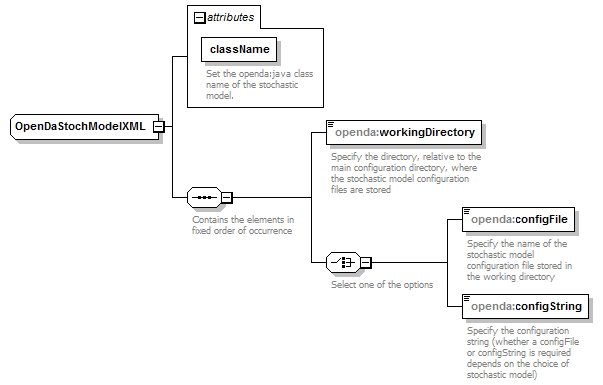 attributes
className
Set the openda:java class
name of the stochastic
model.
OpenDaStochModelXML
openda:workingDirectory
Specify the directory, relative to the
main configuration directory, where
the stochastic model configuration
files are stored
Contains the elements in
fixed order of occurrence
openda:configFile
Specify the name of the
stochastic model
configuration file stored in
the working directory
Select one of the options
openda:configString
Specify the configuration
string (whether a configFile
or configString is required
depends on the choice of
stochastic model)